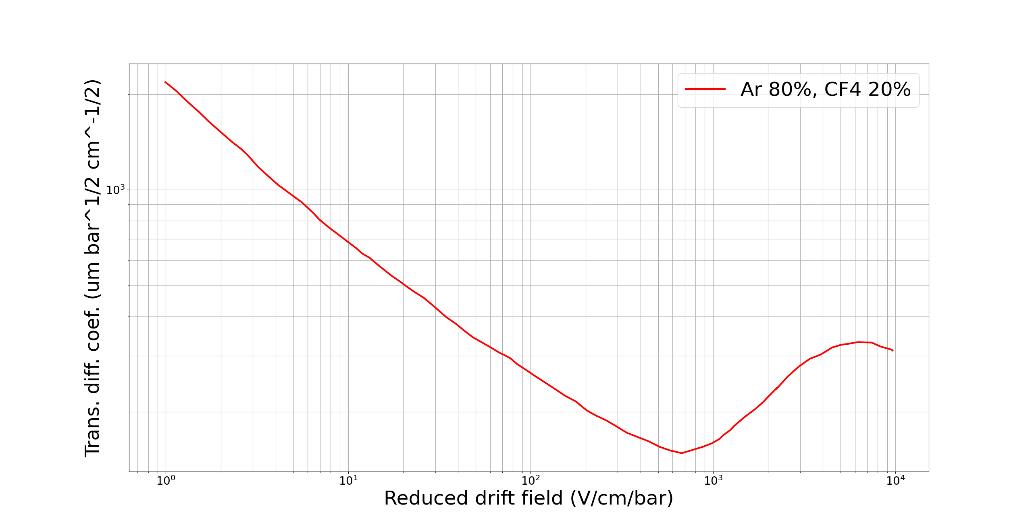 Trans. diff. coef. (um bar^1/2 cm^-1/2)
Ar 80%, CF4 20%
10³
10⁰ 10¹ 10² 10³ 10⁴
Reduced drift field (V/cm/bar)